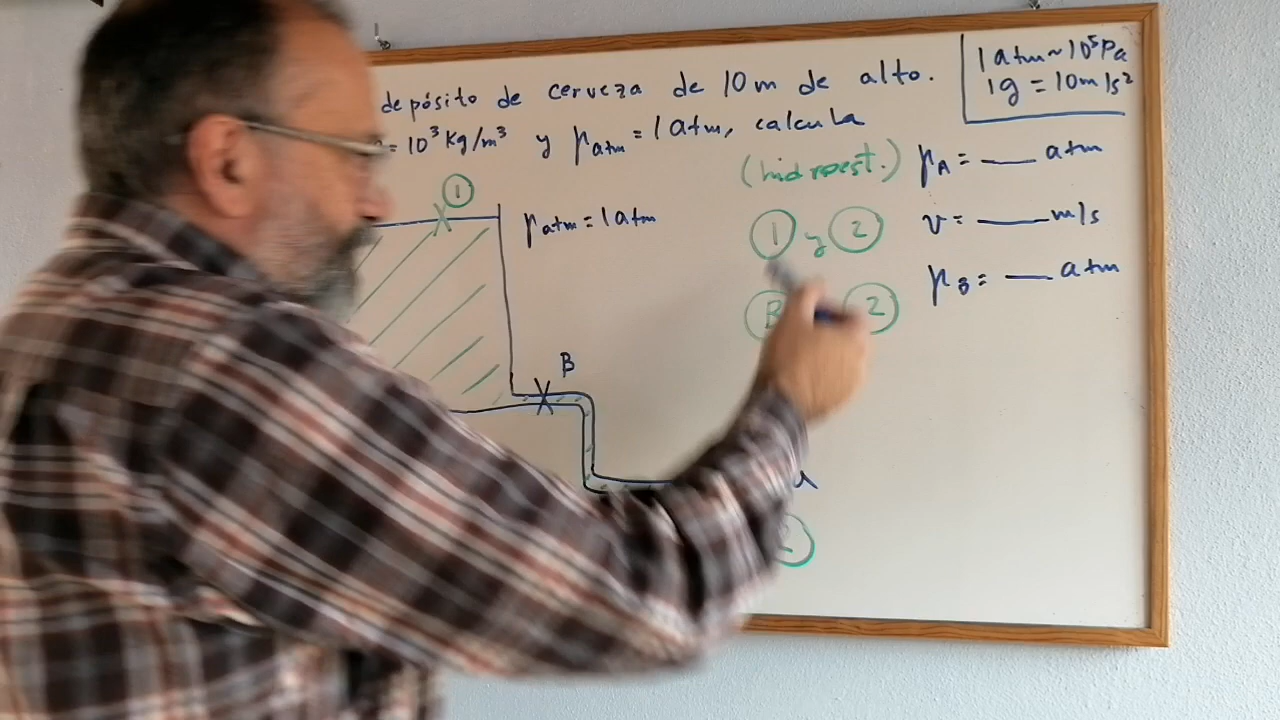 depósito de cerveza de 10m de alto.
= 10³ Kg/m³ y patm = 1 atm, calcula
1 atm ~ 10⁵ Pa
1g = 10 m/s²
(hidroest.)
pA = ___ atm
1
patm = 1 atm
1 y 2
v = ___ m/s
B 2
pB = ___ atm
B